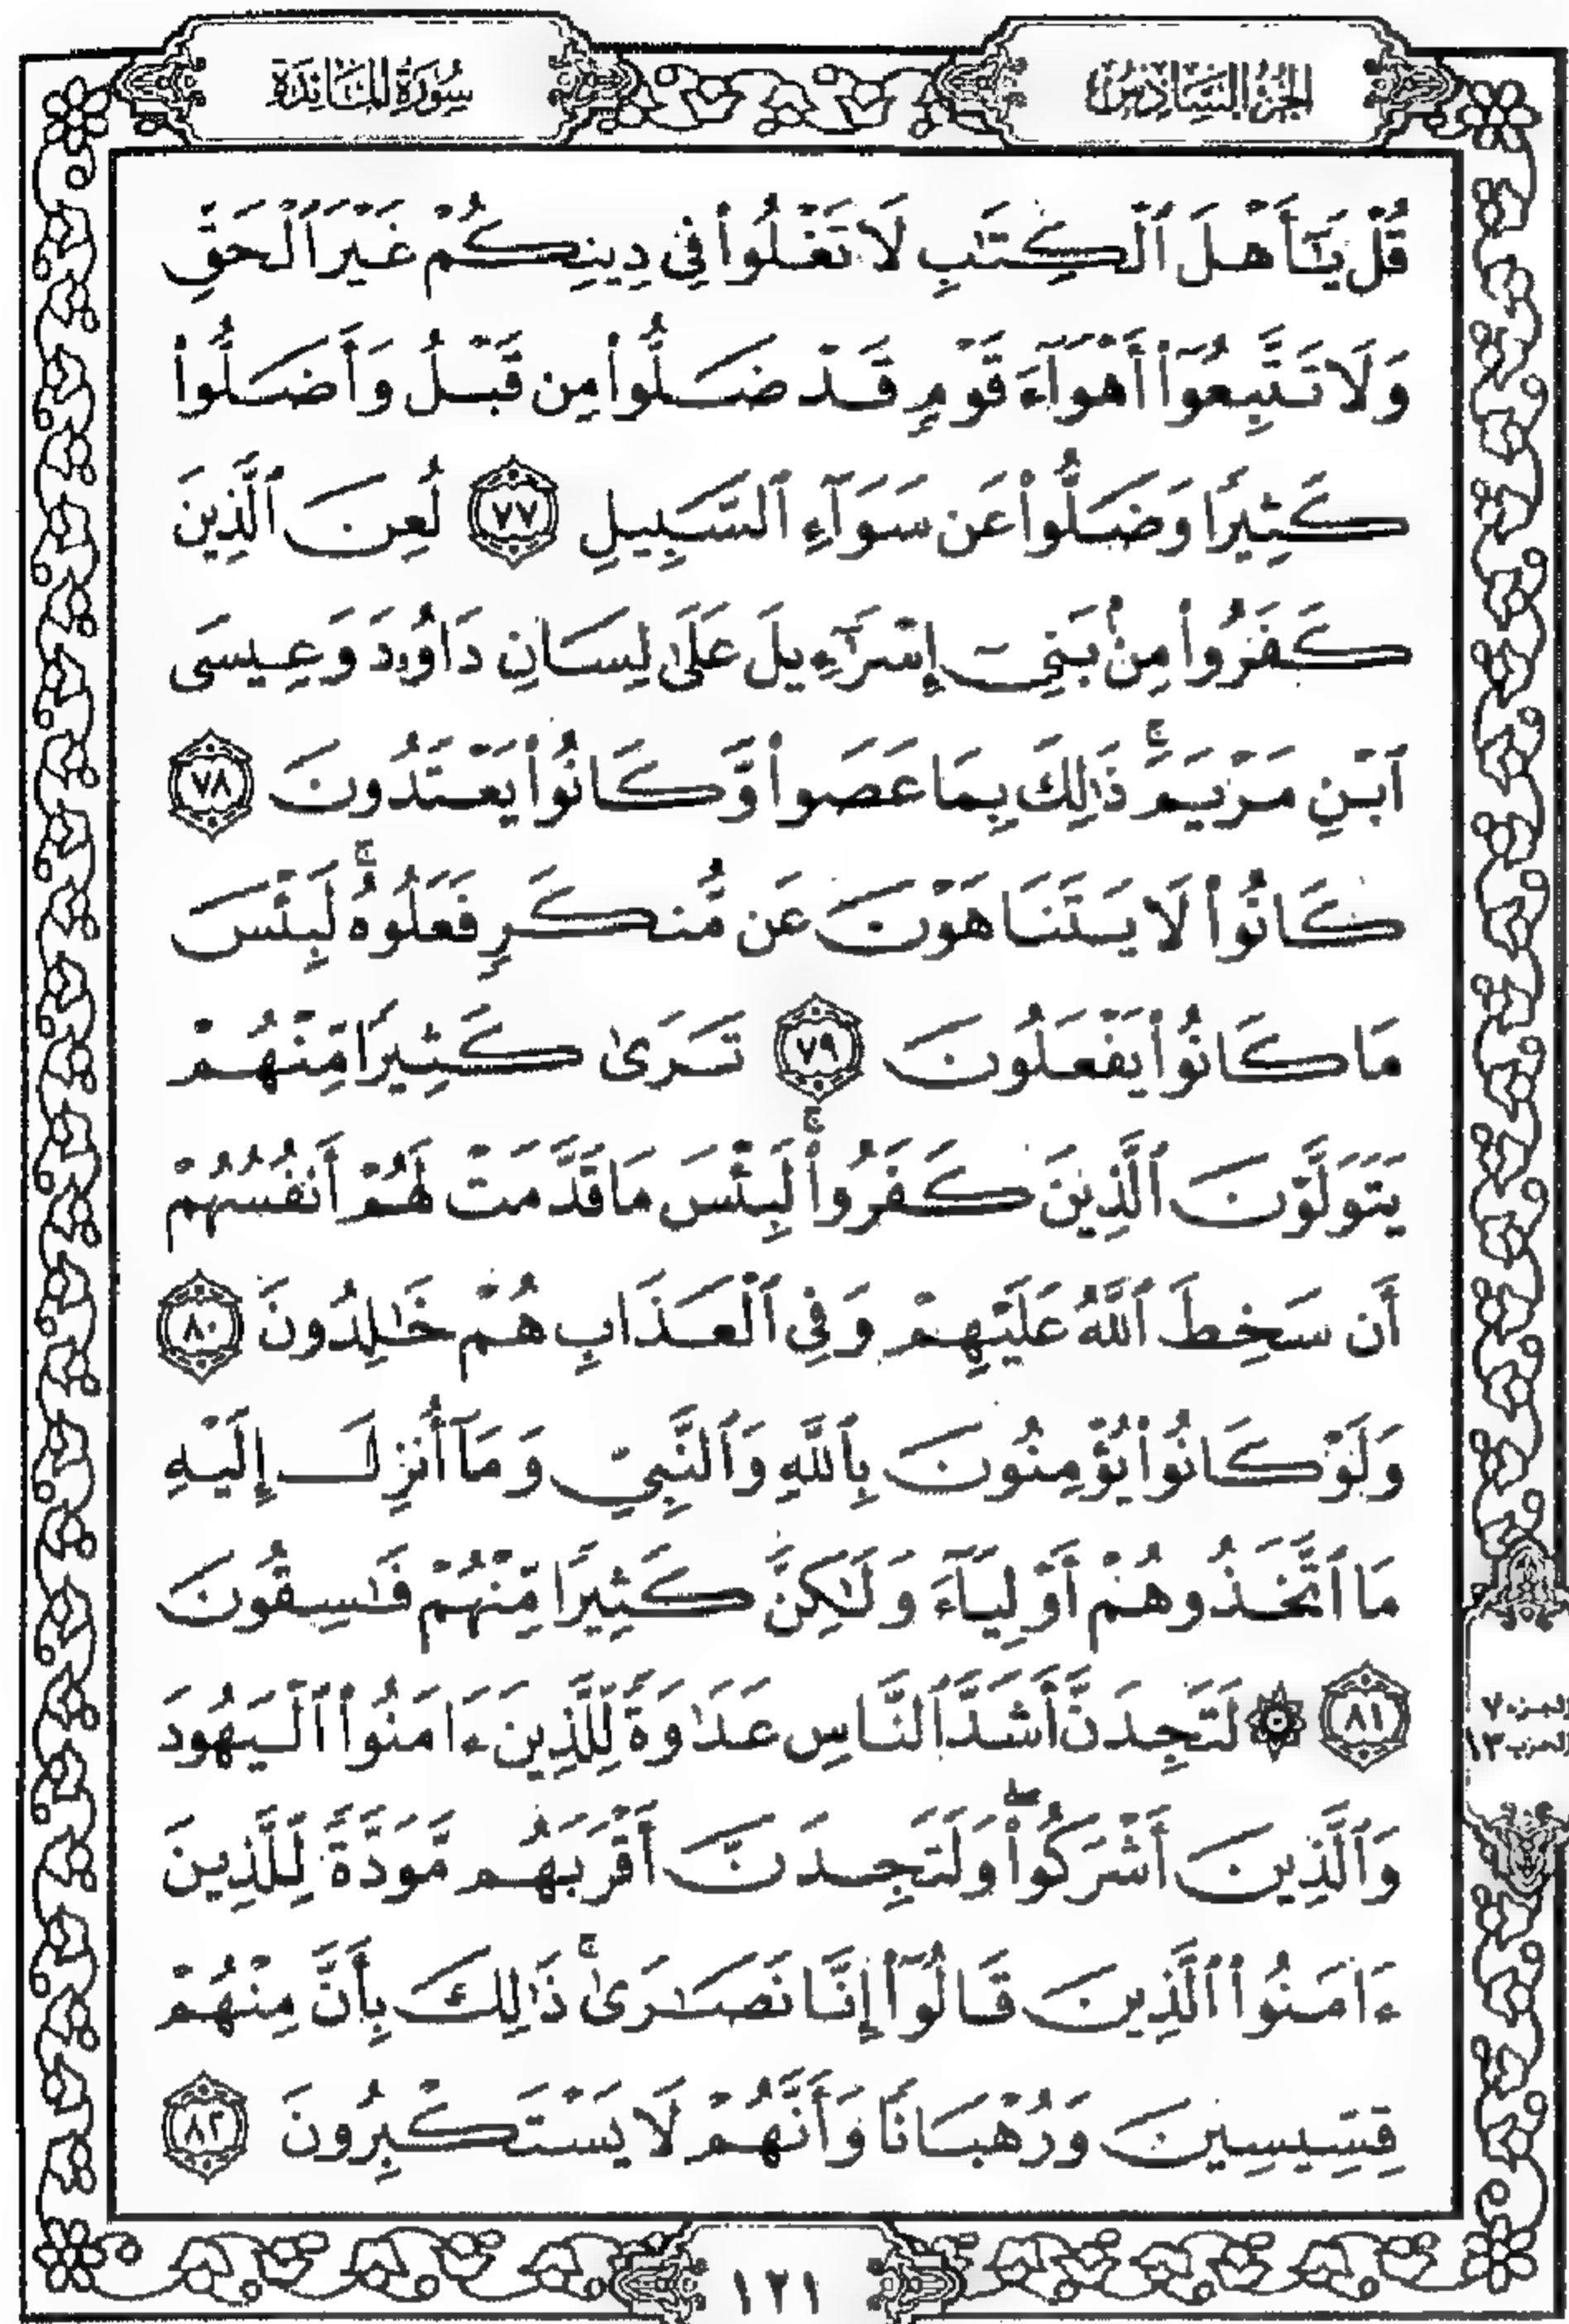 الجزء السادس
سورة المائدة
قُلْ يَـٰٓأَهْلَ ٱلْكِتَـٰبِ لَا تَغْلُوا۟ فِى دِينِكُمْ غَيْرَ ٱلْحَقِّ
وَلَا تَتَّبِعُوٓا۟ أَهْوَآءَ قَوْمٍ قَدْ ضَلُّوا۟ مِن قَبْلُ وَأَضَلُّوا۟
كَثِيرًا وَضَلُّوا۟ عَن سَوَآءِ ٱلسَّبِيلِ ٧٧ لُعِنَ ٱلَّذِينَ
كَفَرُوا۟ مِنۢ بَنِىٓ إِسْرَٰٓءِيلَ عَلَىٰ لِسَانِ دَاوُۥدَ وَعِيسَى
ٱبْنِ مَرْيَمَ ۚ ذَٰلِكَ بِمَا عَصَوا۟ وَّكَانُوا۟ يَعْتَدُونَ ٧٨
كَانُوا۟ لَا يَتَنَاهَوْنَ عَن مُّنكَرٍ فَعَلُوهُ ۚ لَبِئْسَ
مَا كَانُوا۟ يَفْعَلُونَ ٧٩ تَرَىٰ كَثِيرًا مِّنْهُمْ
يَتَوَلَّوْنَ ٱلَّذِينَ كَفَرُوا۟ ۚ لَبِئْسَ مَا قَدَّمَتْ لَهُمْ أَنفُسُهُمْ
أَن سَخِطَ ٱللَّهُ عَلَيْهِمْ وَفِى ٱلْعَذَابِ هُمْ خَـٰلِدُونَ ٨٠
وَلَوْ كَانُوا۟ يُؤْمِنُونَ بِٱللَّهِ وَٱلنَّبِىِّ وَمَآ أُنزِلَ إِلَيْهِ
مَا ٱتَّخَذُوهُمْ أَوْلِيَآءَ وَلَـٰكِنَّ كَثِيرًا مِّنْهُمْ فَـٰسِقُونَ
٨١ ۞ لَتَجِدَنَّ أَشَدَّ ٱلنَّاسِ عَدَٰوَةً لِّلَّذِينَ ءَامَنُوا۟ ٱلْيَهُودَ
وَٱلَّذِينَ أَشْرَكُوا۟ ۖ وَلَتَجِدَنَّ أَقْرَبَهُم مَّوَدَّةً لِّلَّذِينَ
ءَامَنُوا۟ ٱلَّذِينَ قَالُوٓا۟ إِنَّا نَصَـٰرَىٰ ۚ ذَٰلِكَ بِأَنَّ مِنْهُمْ
قِسِّيسِينَ وَرُهْبَانًا وَأَنَّهُمْ لَا يَسْتَكْبِرُونَ ٨٢
الجزء ٧
الحزب ١٣
١٢١